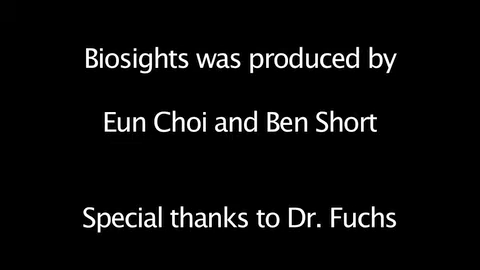 Biosights was produced by
Eun Choi and Ben Short
Special thanks to Dr. Fuchs